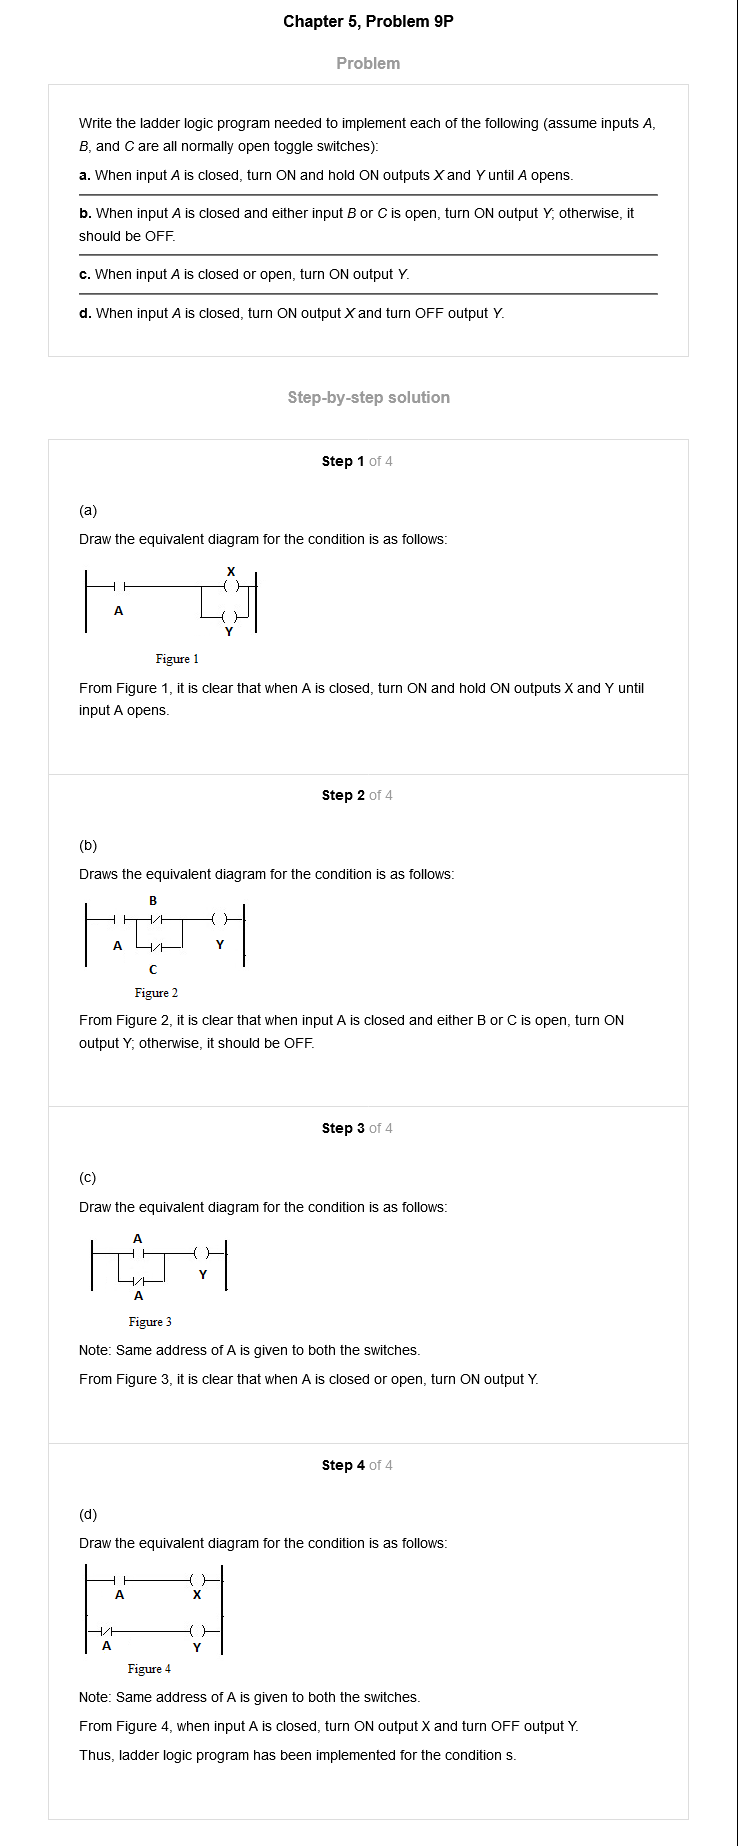 Chapter 5, Problem 9P
Problem
Write the ladder logic program needed to implement each of the following (assume inputs A,
B, and C are all normally open toggle switches):
a. When input A is closed, turn ON and hold ON outputs X and Y until A opens.
b. When input A is closed and either input B or C is open, turn ON output Y; otherwise, it
should be OFF.
c. When input A is closed or open, turn ON output Y.
d. When input A is closed, turn ON output X and turn OFF output Y.
Step-by-step solution
Step 1 of 4
(a)
Draw the equivalent diagram for the condition is as follows:
X
A
Y
Figure 1
From Figure 1, it is clear that when A is closed, turn ON and hold ON outputs X and Y until
input A opens.
Step 2 of 4
(b)
Draws the equivalent diagram for the condition is as follows:
B
A Y
C
Figure 2
From Figure 2, it is clear that when input A is closed and either B or C is open, turn ON
output Y; otherwise, it should be OFF.
Step 3 of 4
(c)
Draw the equivalent diagram for the condition is as follows:
A
Y
A
Figure 3
Note: Same address of A is given to both the switches.
From Figure 3, it is clear that when A is closed or open, turn ON output Y.
Step 4 of 4
(d)
Draw the equivalent diagram for the condition is as follows:
A X
A Y
Figure 4
Note: Same address of A is given to both the switches.
From Figure 4, when input A is closed, turn ON output X and turn OFF output Y.
Thus, ladder logic program has been implemented for the condition s.